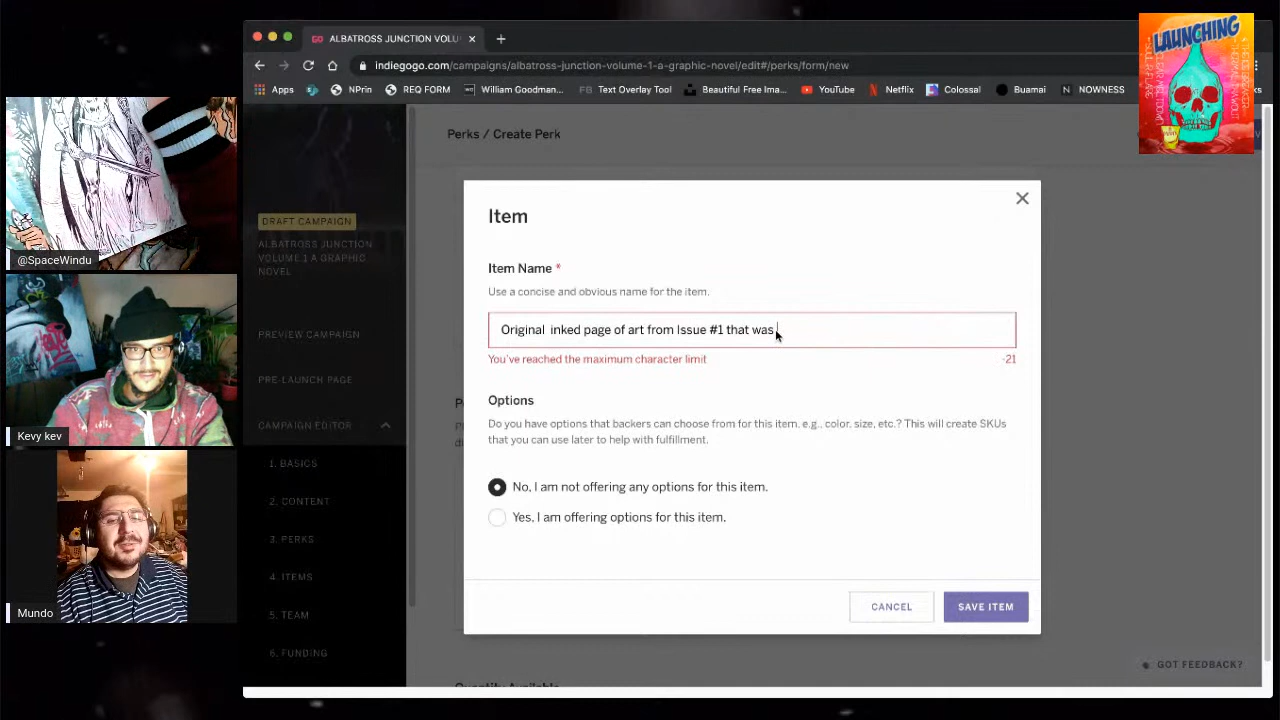 ALBATROSS JUNCTION VOLU
indiegogo.com/campaigns/albatross-junction-volume-1-a-graphic-novel/edit#/perks/form/new
Apps
NPrin
REQ FORM
William Goodman...
FB Text Overlay Tool
Beautiful Free Ima...
YouTube
Netflix
Colossal
Buamai
N NOWNESS
LAUNCHING
Perks / Create Perk
DRAFT CAMPAIGN
ALBATROSS JUNCTION
VOLUME 1 A GRAPHIC
NOVEL
PREVIEW CAMPAIGN
PRE-LAUNCH PAGE
CAMPAIGN EDITOR
1. BASICS
2. CONTENT
3. PERKS
4. ITEMS
5. TEAM
6. FUNDING
Item
Item Name *
Use a concise and obvious name for the item.
Original  inked page of art from Issue #1 that was
You've reached the maximum character limit
-21
Options
Do you have options that backers can choose from for this item, e.g., color, size, etc.? This will create SKUs
that you can use later to help with fulfillment.
No, I am not offering any options for this item.
Yes, I am offering options for this item.
CANCEL
SAVE ITEM
GOT FEEDBACK?
@SpaceWindu
Kevy kev
Mundo